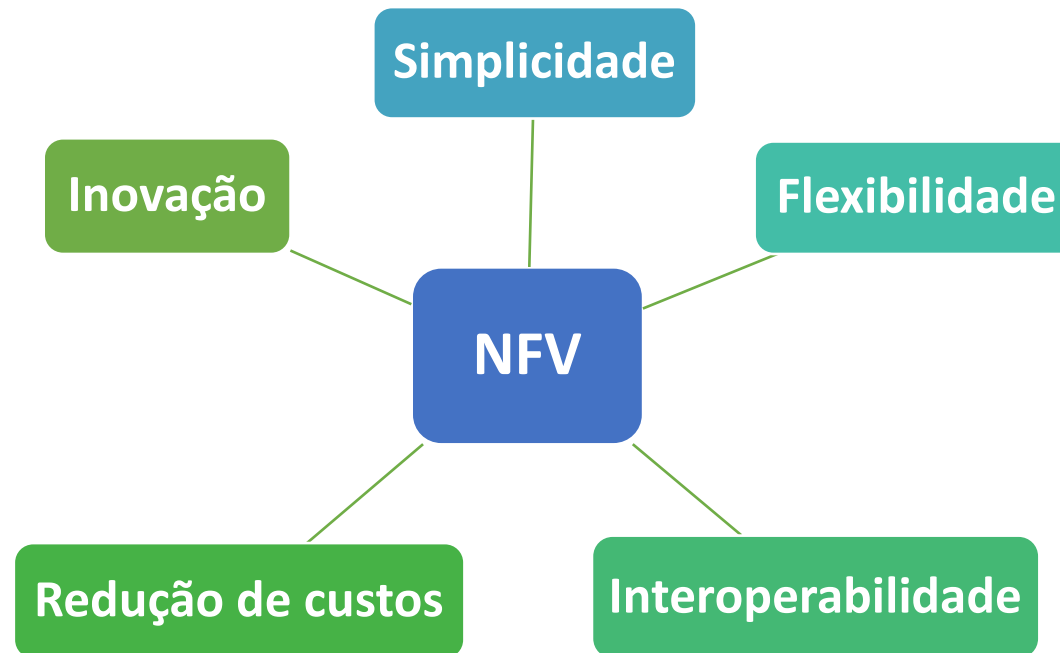 Simplicidade
Inovação
Flexibilidade
NFV
Redução de custos
Interoperabilidade